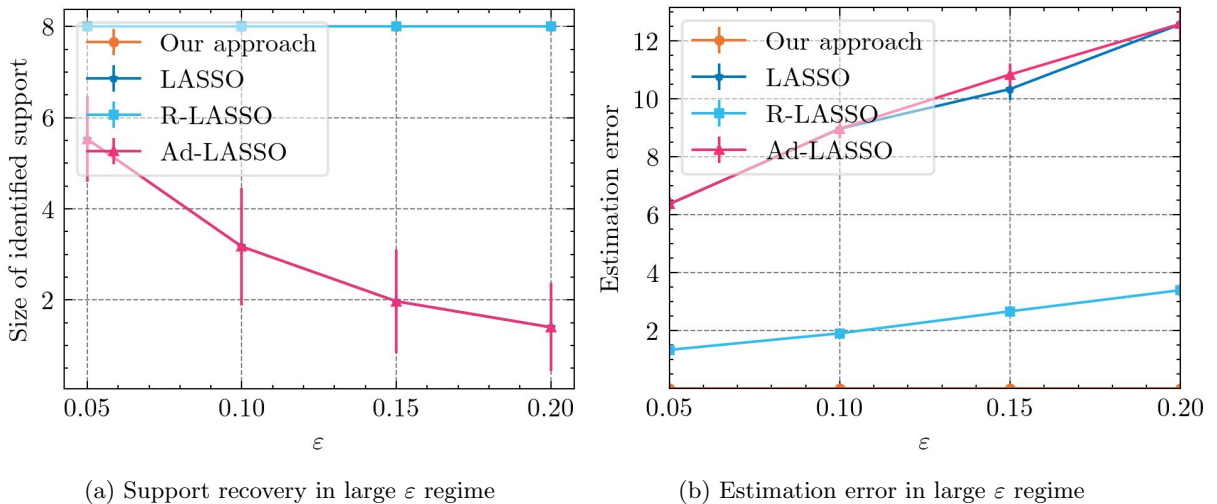 8
6
4
2
Size of identified support
Our approach
LASSO
R-LASSO
Ad-LASSO
0.05 0.10 0.15 0.20
ε
(a) Support recovery in large ε regime
12
10
8
6
4
2
Estimation error
Our approach
LASSO
R-LASSO
Ad-LASSO
0.05 0.10 0.15 0.20
ε
(b) Estimation error in large ε regime